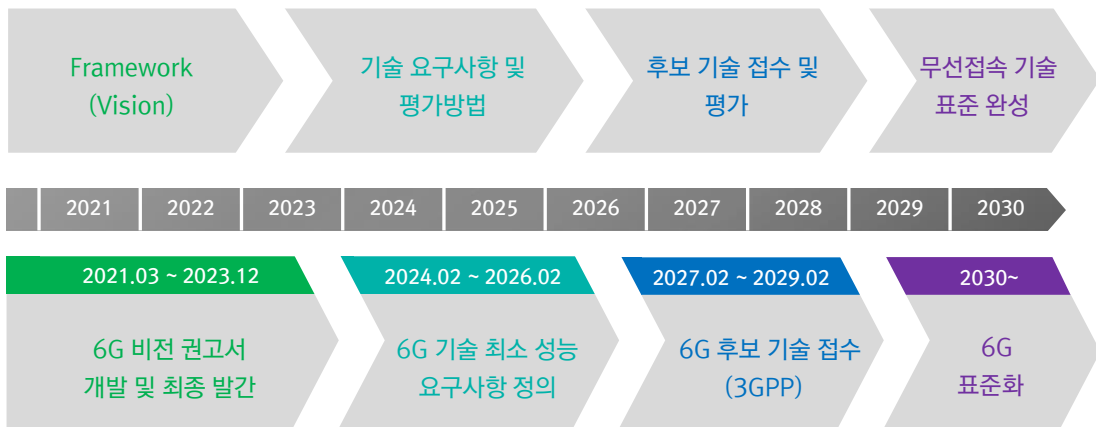 Framework
(Vision)
기술 요구사항 및
평가방법
후보 기술 접수 및
평가
무선접속 기술
표준 완성
2021 2022 2023 2024 2025 2026 2027 2028 2029 2030
2021.03 ~ 2023.12
2024.02 ~ 2026.02
2027.02 ~ 2029.02
2030~
6G 비전 권고서
개발 및 최종 발간
6G 기술 최소 성능
요구사항 정의
6G 후보 기술 접수
(3GPP)
6G
표준화